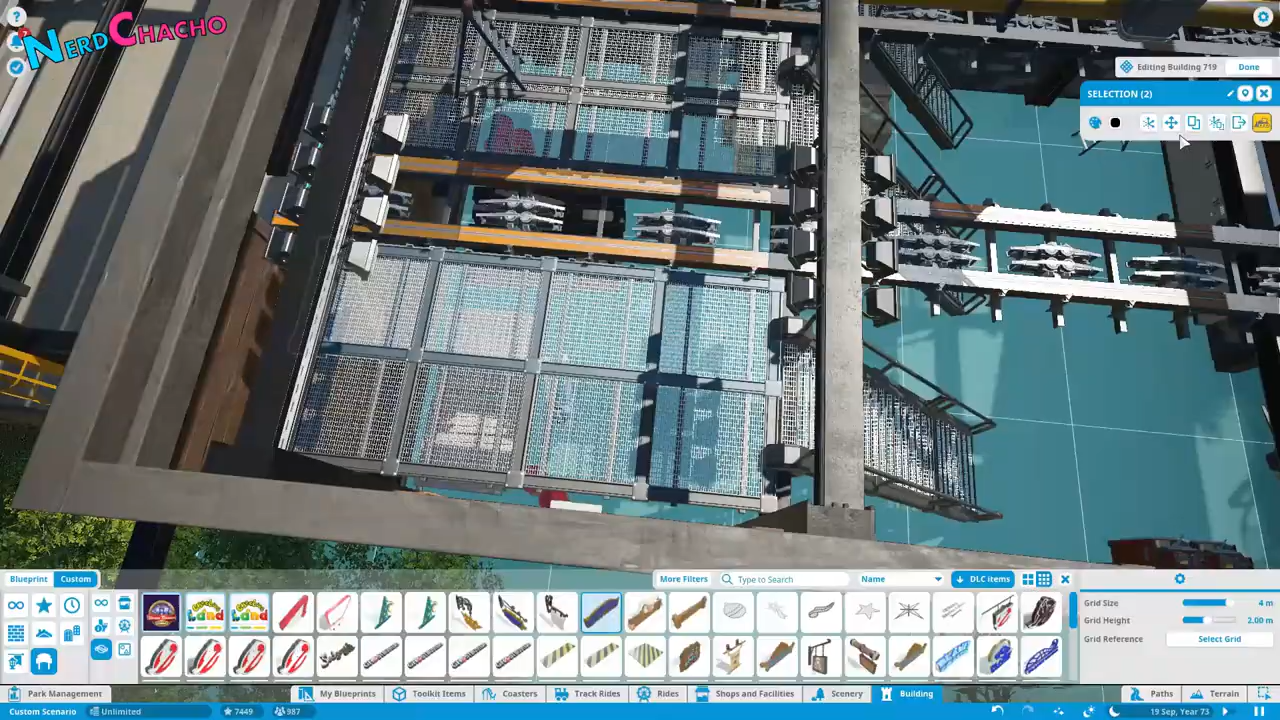 NERDCHACHO
Editing Building 719
Done
SELECTION (2)
Blueprint
Custom
More Filters
Type to Search
Name
DLC items
Grid Size
4 m
Grid Height
2.00 m
Grid Reference
Select Grid
Park Management
My Blueprints
Toolkit Items
Coasters
Track Rides
Rides
Shops and Facilities
Scenery
Building
Paths
Terrain
Custom Scenario
Unlimited
7449
987
19 Sep, Year 73